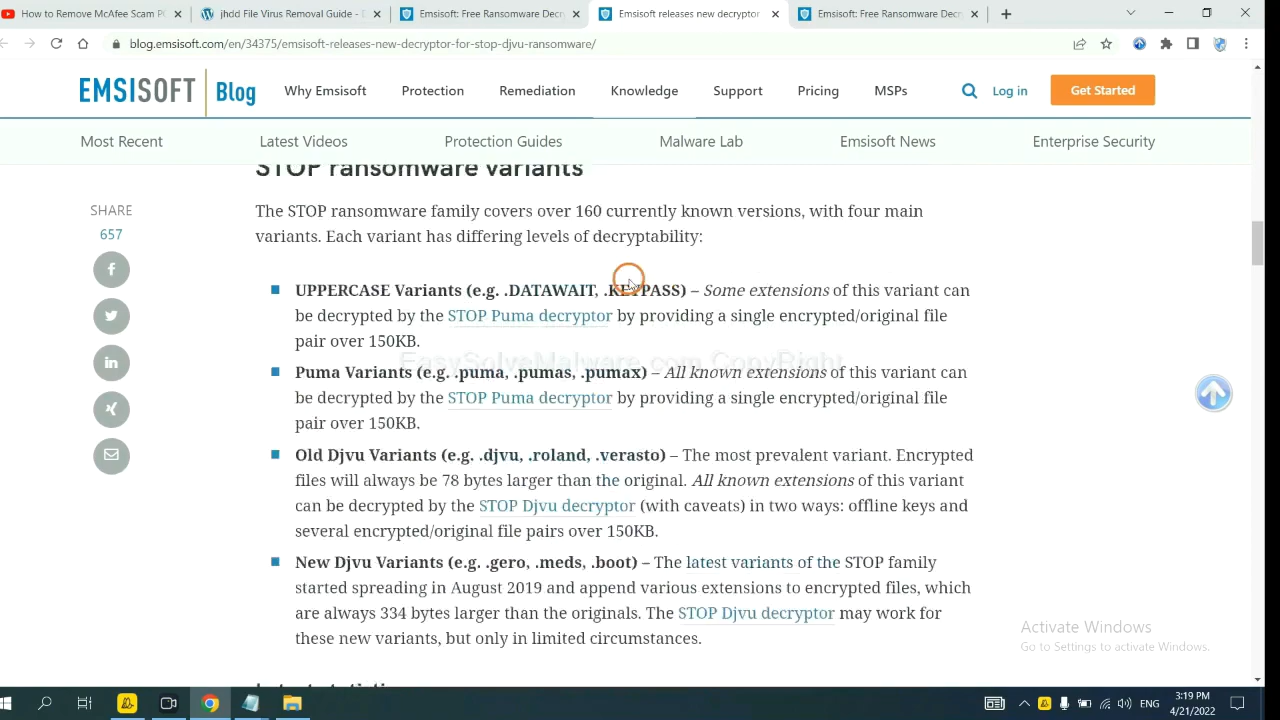 How to Remove McAfee Scam P
jhdd File Virus Removal Guide - D
Emsisoft: Free Ransomware Decr
Emsisoft releases new decryptor
Emsisoft: Free Ransomware Decr
blog.emsisoft.com/en/34375/emsisoft-releases-new-decryptor-for-stop-djvu-ransomware/
EMSISOFT Blog
Why Emsisoft Protection Remediation Knowledge Support Pricing MSPs Log in Get Started
Most Recent Latest Videos Protection Guides Malware Lab Emsisoft News Enterprise Security
STOP ransomware variants
SHARE
657
The STOP ransomware family covers over 160 currently known versions, with four main
variants. Each variant has differing levels of decryptability:
UPPERCASE Variants (e.g. .DATAWAIT, .KEYPASS) – Some extensions of this variant can
be decrypted by the STOP Puma decryptor by providing a single encrypted/original file
pair over 150KB.
EasySolveMalware.com CopyRight
Puma Variants (e.g. .puma, .pumas, .pumax) – All known extensions of this variant can
be decrypted by the STOP Puma decryptor by providing a single encrypted/original file
pair over 150KB.
Old Djvu Variants (e.g. .djvu, .roland, .verasto) – The most prevalent variant. Encrypted
files will always be 78 bytes larger than the original. All known extensions of this variant
can be decrypted by the STOP Djvu decryptor (with caveats) in two ways: offline keys and
several encrypted/original file pairs over 150KB.
New Djvu Variants (e.g. .gero, .meds, .boot) – The latest variants of the STOP family
started spreading in August 2019 and append various extensions to encrypted files, which
are always 334 bytes larger than the originals. The STOP Djvu decryptor may work for
these new variants, but only in limited circumstances.
Activate Windows
Go to Settings to activate Windows.
ENG
3:19 PM
4/21/2022